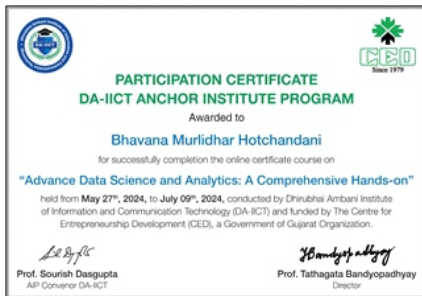 DA-IICT
CED
Since 1979
PARTICIPATION CERTIFICATE
DA-IICT ANCHOR INSTITUTE PROGRAM
Awarded to
Bhavana Murlidhar Hotchandani
for successfully completion the online certificate course on
“Advance Data Science and Analytics: A Comprehensive Hands-on”
held from May 27th, 2024, to July 09th, 2024, conducted by Dhirubhai Ambani Institute
of Information and Communication Technology (DA-IICT) and funded by The Centre for
Entrepreneurship Development (CED), a Government of Gujarat Organization.
Prof. Sourish Dasgupta
AIP Convenor DA-IICT
TBandyopadhyay
Prof. Tathagata Bandyopadhyay
Director